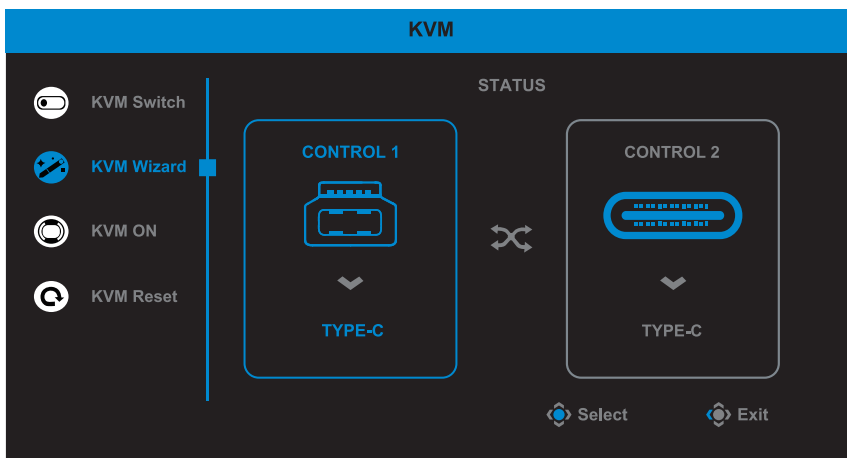 KVM
KVM Switch
KVM Wizard
KVM ON
KVM Reset
STATUS
CONTROL 1
TYPE-C
CONTROL 2
TYPE-C
Select
Exit